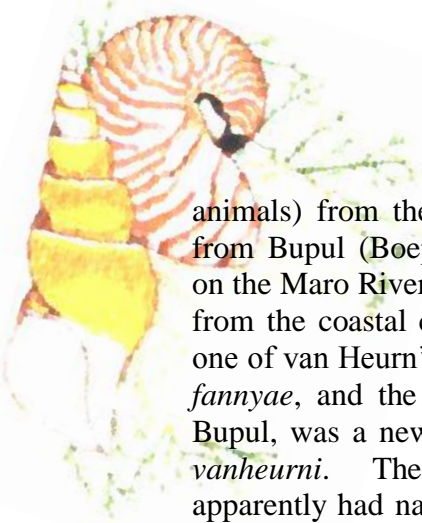 animals) from the
from Bupul (Boep
on the Maro River
from the coastal
one of van Heurn'
fannyae, and the
Bupul, was a new
vanheurni. The
apparently had na